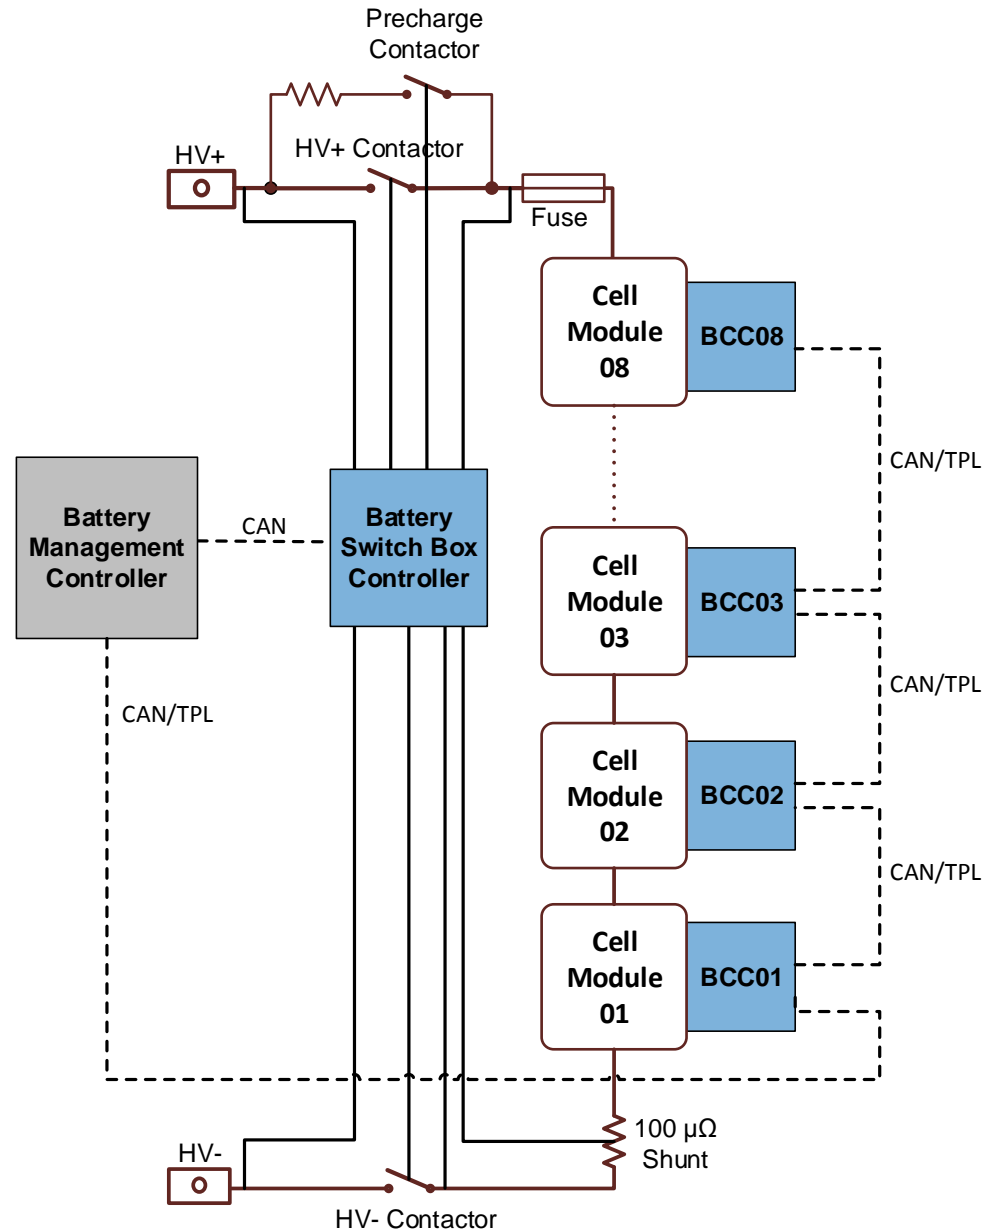 Precharge
Contactor
HV+
HV+ Contactor
Fuse
Cell
Module
08
BCC08
CAN/TPL
Battery
Management
Controller
CAN
Battery
Switch Box
Controller
Cell
Module
03
BCC03
CAN/TPL
CAN/TPL
Cell
Module
02
BCC02
CAN/TPL
Cell
Module
01
BCC01
100 µΩ
Shunt
HV-
HV- Contactor